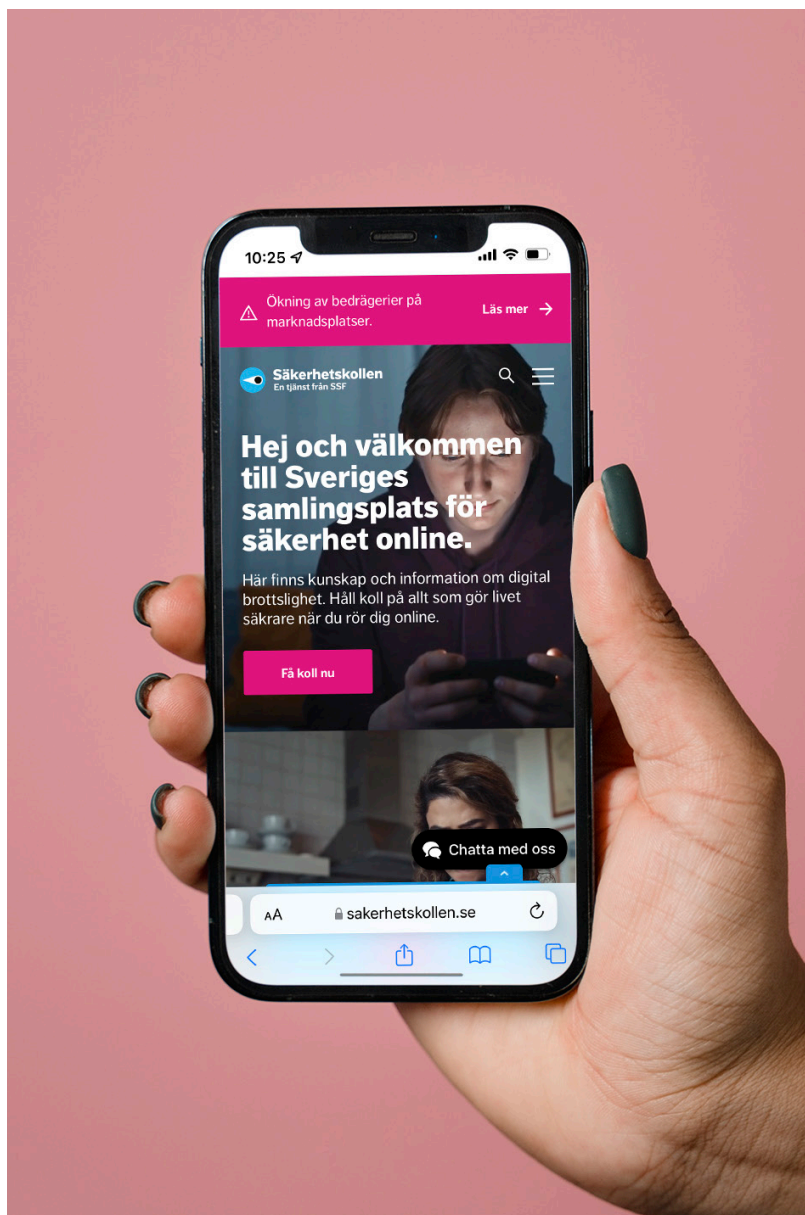 10:25
Ökning av bedrägerier på
marknadsplatser.
Läs mer
Säkerhetskollen
En tjänst från SSF
Hej och välkommen
till Sveriges
samlingsplats för
säkerhet online.
Här finns kunskap och information om digital
brottslighet. Håll koll på allt som gör livet
säkrare när du rör dig online.
Få koll nu
Chatta med oss
AA
sakerhetskollen.se